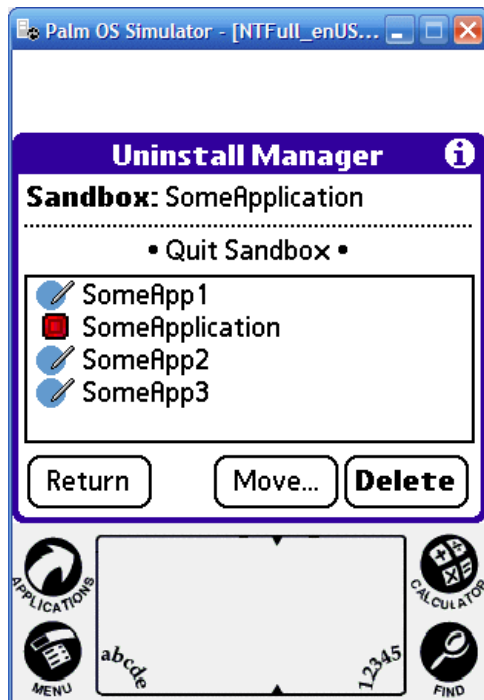 Palm OS Simulator - [NTFull_enUS...
Uninstall Manager
Sandbox: SomeApplication
• Quit Sandbox •
SomeApp1
SomeApplication
SomeApp2
SomeApp3
Return Move... Delete
APPLICATIONS
CALCULATOR
MENU
abcde
12345
FIND